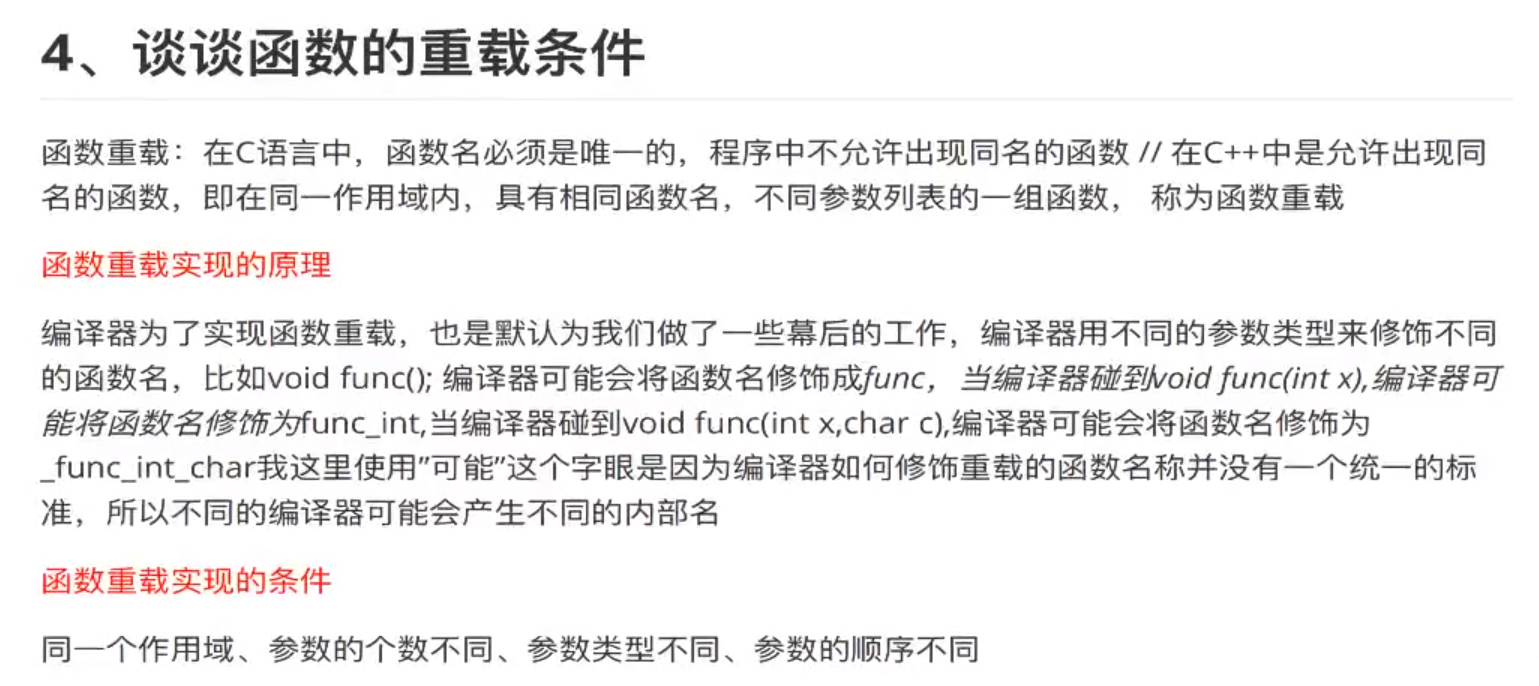 4、谈谈函数的重载条件
函数重载：在C语言中，函数名必须是唯一的，程序中不允许出现同名的函数 // 在C++中是允许出现同
名的函数，即在同一作用域内，具有相同函数名，不同参数列表的一组函数， 称为函数重载
函数重载实现的原理
编译器为了实现函数重载，也是默认为我们做了一些幕后的工作，编译器用不同的参数类型来修饰不同
的函数名，比如void func(); 编译器可能会将函数名修饰成func，当编译器碰到void func(int x),编译器可
能将函数名修饰为func_int,当编译器碰到void func(int x,char c),编译器可能会将函数名修饰为
_func_int_char我这里使用”可能”这个字眼是因为编译器如何修饰重载的函数名称并没有一个统一的标
准，所以不同的编译器可能会产生不同的内部名
函数重载实现的条件
同一个作用域、参数的个数不同、参数类型不同、参数的顺序不同